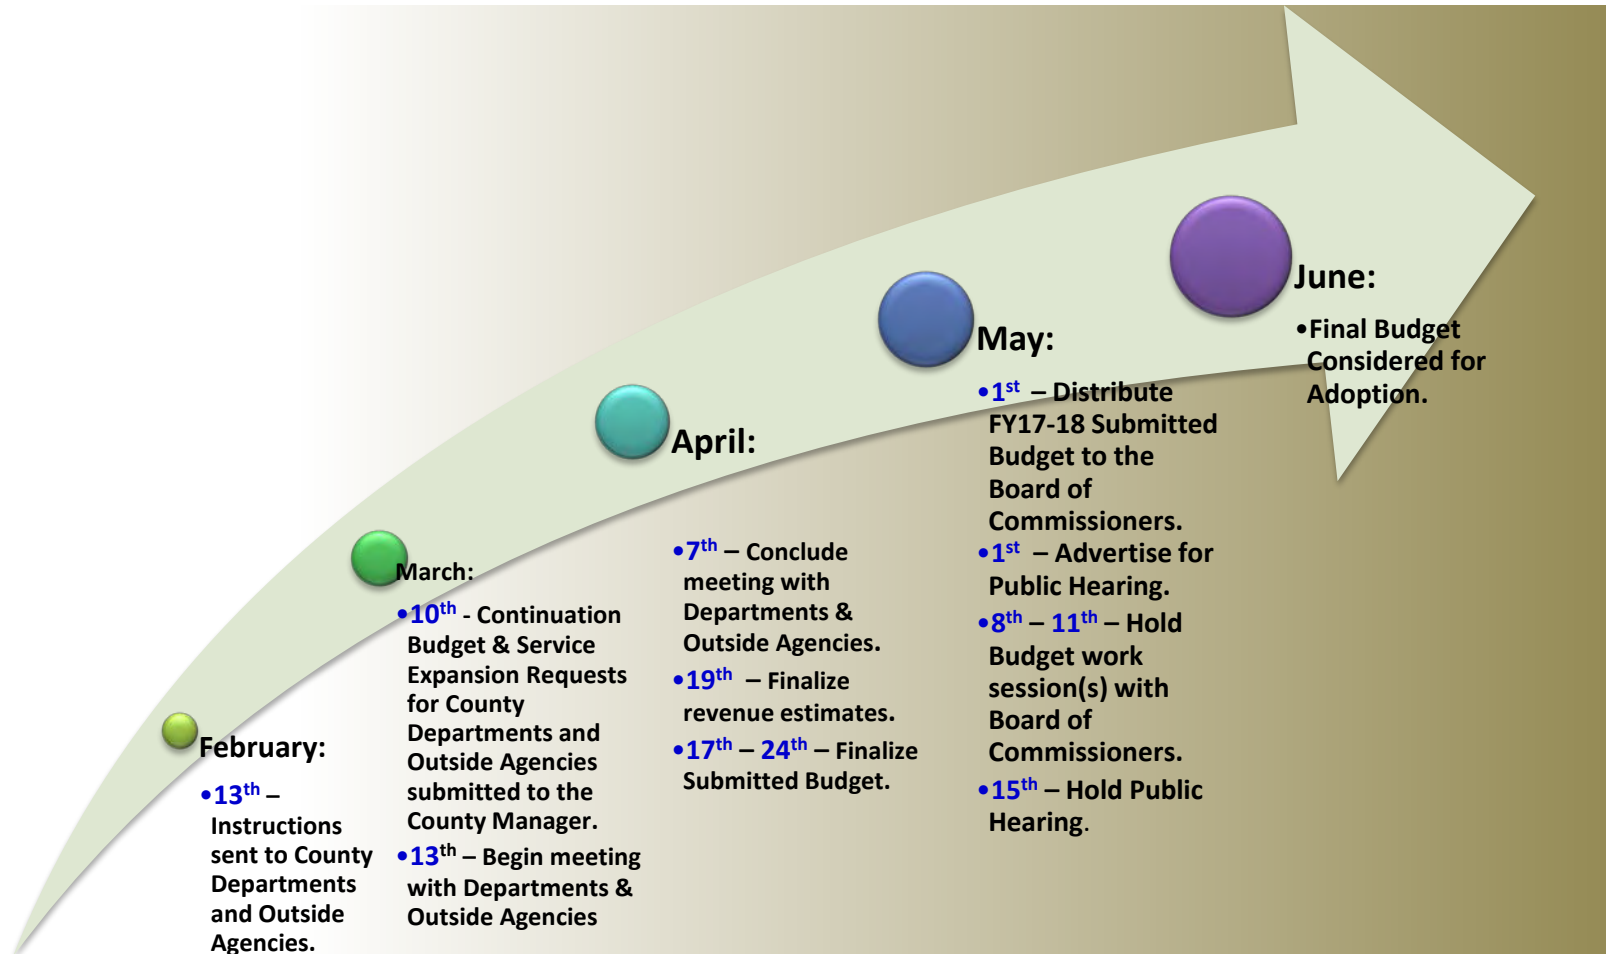 February:
•13th –
Instructions
sent to County
Departments
and Outside
Agencies.
March:
•10th - Continuation
Budget & Service
Expansion Requests
for County
Departments and
Outside Agencies
submitted to the
County Manager.
•13th – Begin meeting
with Departments &
Outside Agencies
April:
•7th – Conclude
meeting with
Departments &
Outside Agencies.
•19th – Finalize
revenue estimates.
•17th – 24th – Finalize
Submitted Budget.
May:
•1st – Distribute
FY17-18 Submitted
Budget to the
Board of
Commissioners.
•1st – Advertise for
Public Hearing.
•8th – 11th – Hold
Budget work
session(s) with
Board of
Commissioners.
•15th – Hold Public
Hearing.
June:
•Final Budget
Considered for
Adoption.